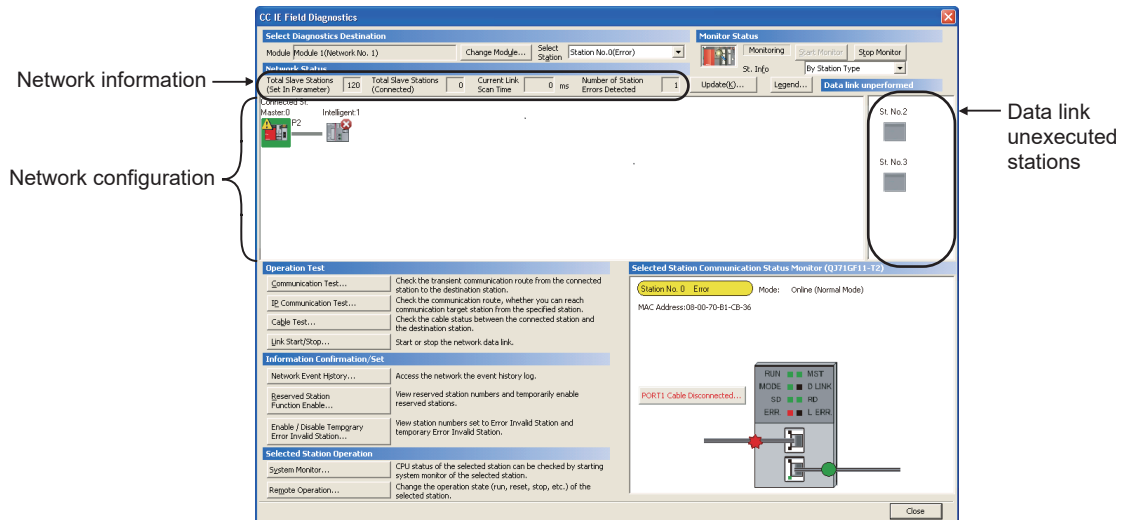 CC IE Field Diagnostics
Select Diagnostics Destination
Module Module 1(Network No. 1)
Change Module...
Select
Station
Station No.0(Error)
Monitor Status
Monitoring
Start Monitor
Stop Monitor
St. Info
By Station Type
Network information
Network Status
Total Slave Stations
(Set In Parameter)
120
Total Slave Stations
(Connected)
0
Current Link
Scan Time
0 ms
Number of Station
Errors Detected
1
Update(K)...
Legend...
Data link unperformed
Connected St.
Master:0
Intelligent:1
P2
St. No.2
St. No.3
Data link
unexecuted
stations
Network configuration
Operation Test
Communication Test...
Check the transient communication route from the connected
station to the destination station.
IP Communication Test...
Check the communication route, whether you can reach
communication target station from the specified station.
Cable Test...
Check the cable status between the connected station and
the destination station.
Link Start/Stop...
Start or stop the network data link.
Information Confirmation/Set
Network Event History...
Access the network the event history log.
Reserved Station
Function Enable...
View reserved station numbers and temporarily enable
reserved stations.
Enable / Disable Temporary
Error Invalid Station...
View station numbers set to Error Invalid Station and
temporary Error Invalid Station.
Selected Station Operation
System Monitor...
CPU status of the selected station can be checked by starting
system monitor of the selected station.
Remote Operation...
Change the operation state (run, reset, stop, etc.) of the
selected station.
Selected Station Communication Status Monitor (QJ71GF11-T2)
Station No. 0 Error
Mode: Online (Normal Mode)
MAC Address:08-00-70-B1-CB-36
PORT1 Cable Disconnected...
RUN MST
MODE D LINK
SD RD
ERR. L ERR.
Close